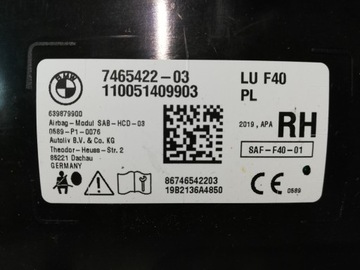 BMW
7465422-03
110051409903
LU F40
PL
639879900
Airbag-Modul SAB-HCD-03
0589-P1-0076
Autoliv B.V. & Co. KG
Theodor-Heuss-Str. 2
85221 Dachau
GERMANY
2019, APA
RH
SAF-F40-01
86746542203
19B2136A4850
CE
0589